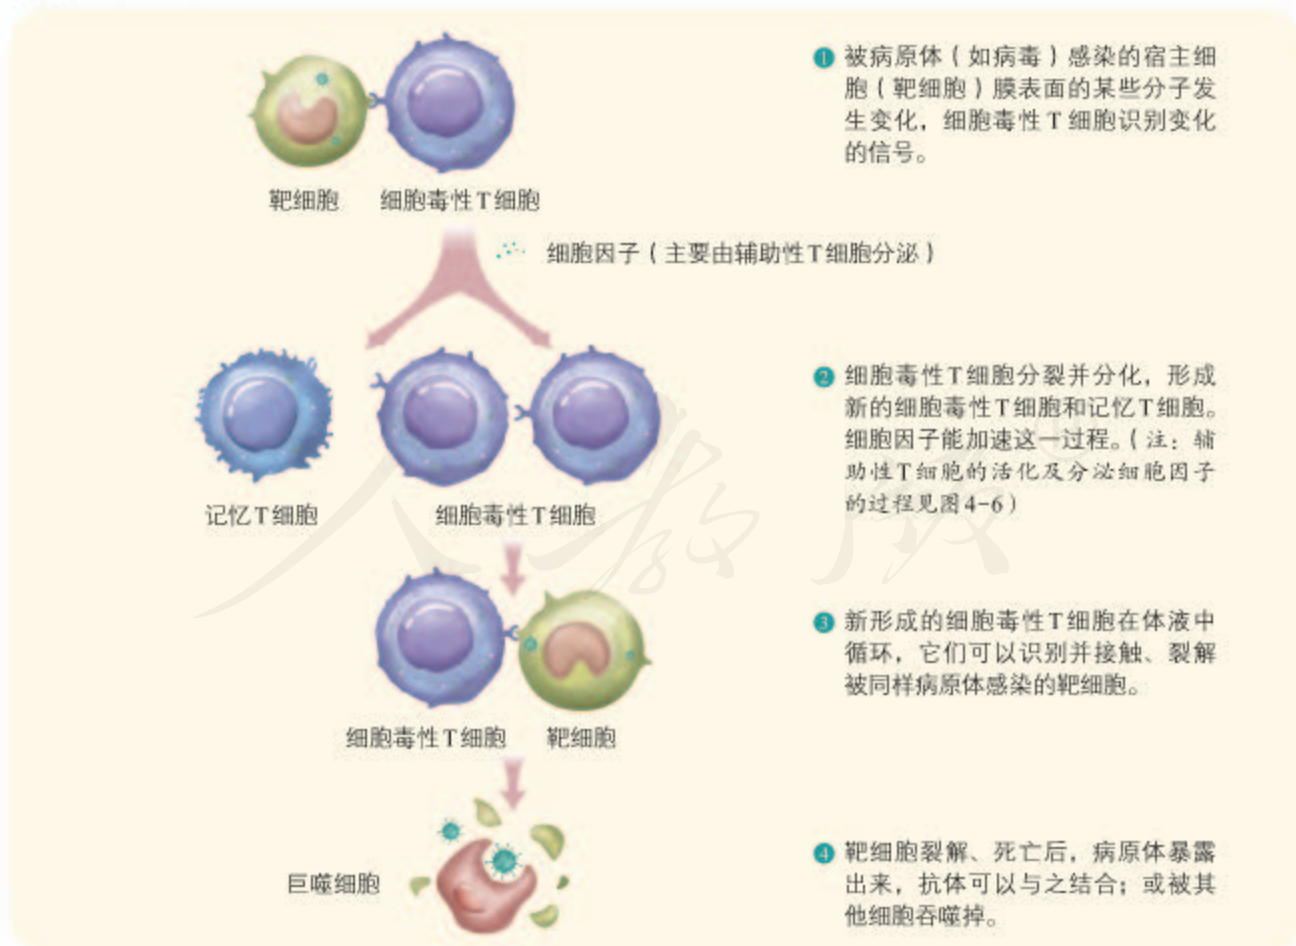 ❶ 被病原体（如病毒）感染的宿主细
胞（靶细胞）膜表面的某些分子发
生变化，细胞毒性T细胞识别变化
的信号。
靶细胞
细胞毒性T细胞
细胞因子（主要由辅助性T细胞分泌）
❷ 细胞毒性T细胞分裂并分化，形成
新的细胞毒性T细胞和记忆T细胞。
细胞因子能加速这一过程。（注：辅
助性T细胞的活化及分泌细胞因子
的过程见图4-6）
记忆T细胞
细胞毒性T细胞
❸ 新形成的细胞毒性T细胞在体液中
循环，它们可以识别并接触、裂解
被同样病原体感染的靶细胞。
细胞毒性T细胞
靶细胞
❹ 靶细胞裂解、死亡后，病原体暴露
出来，抗体可以与之结合；或被其
他细胞吞噬掉。
巨噬细胞
人教版